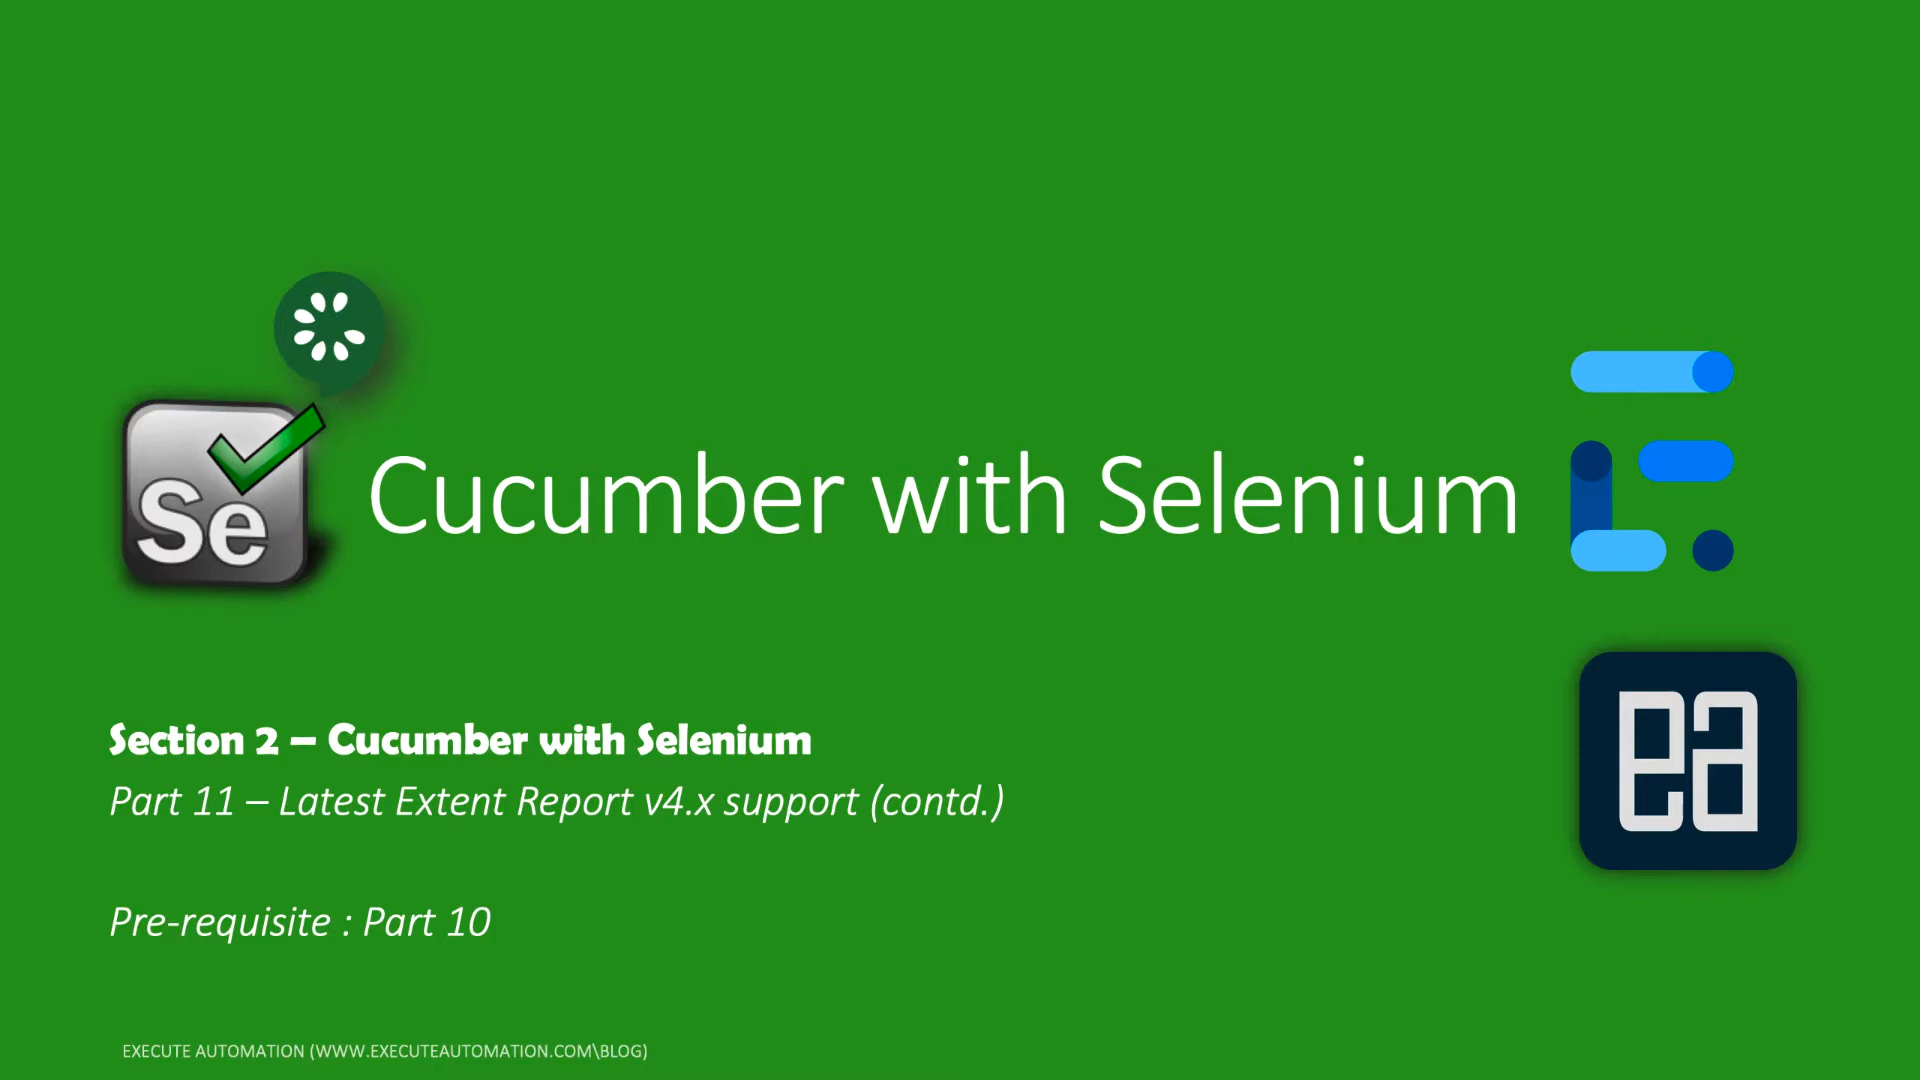 Se
Cucumber with Selenium
ea
Section 2 – Cucumber with Selenium
Part 11 – Latest Extent Report v4.x support (contd.)
Pre-requisite : Part 10
EXECUTE AUTOMATION (WWW.EXECUTEAUTOMATION.COM\BLOG)